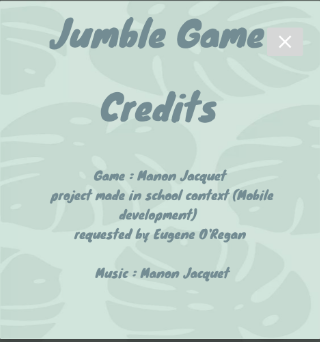 Jumble Game
Credits
Game : Manon Jacquet
project made in school context (Mobile
development)
requested by Eugene O'Regan
Music : Manon Jacquet